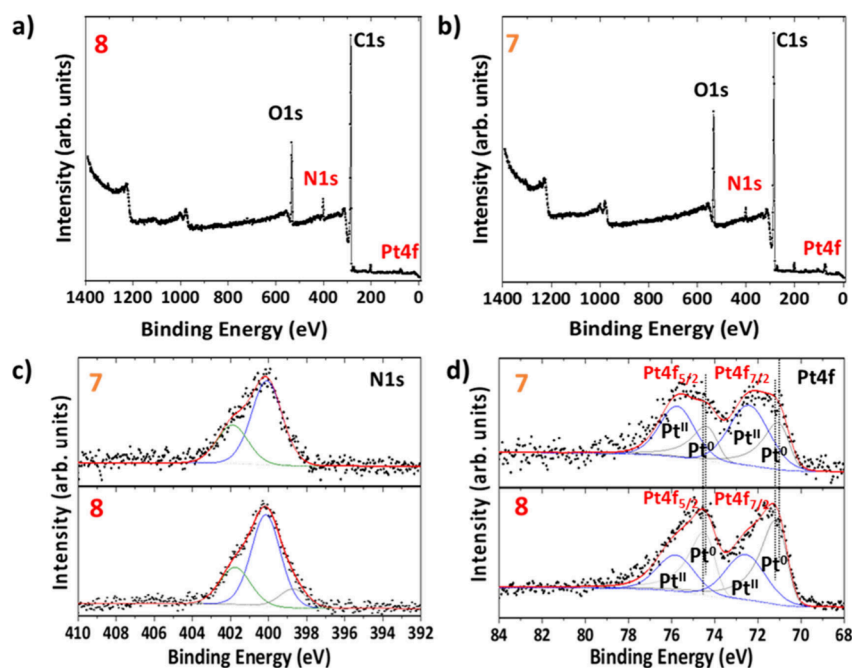 a)
8
C1s
O1s
N1s
Pt4f
Intensity (arb. units)
1400 1200 1000 800 600 400 200 0
Binding Energy (eV)
b)
7
C1s
O1s
N1s
Pt4f
Intensity (arb. units)
1400 1200 1000 800 600 400 200 0
Binding Energy (eV)
c)
7
N1s
8
Intensity (arb. units)
410 408 406 404 402 400 398 396 394 392
Binding Energy (eV)
d)
7
Pt4f5/2 Pt4f7/2 Pt4f
PtII Pt0 PtII Pt0
8
Pt4f5/2 Pt4f7/2
PtII Pt0 PtII Pt0
Intensity (arb. units)
84 82 80 78 76 74 72 70 68
Binding Energy (eV)